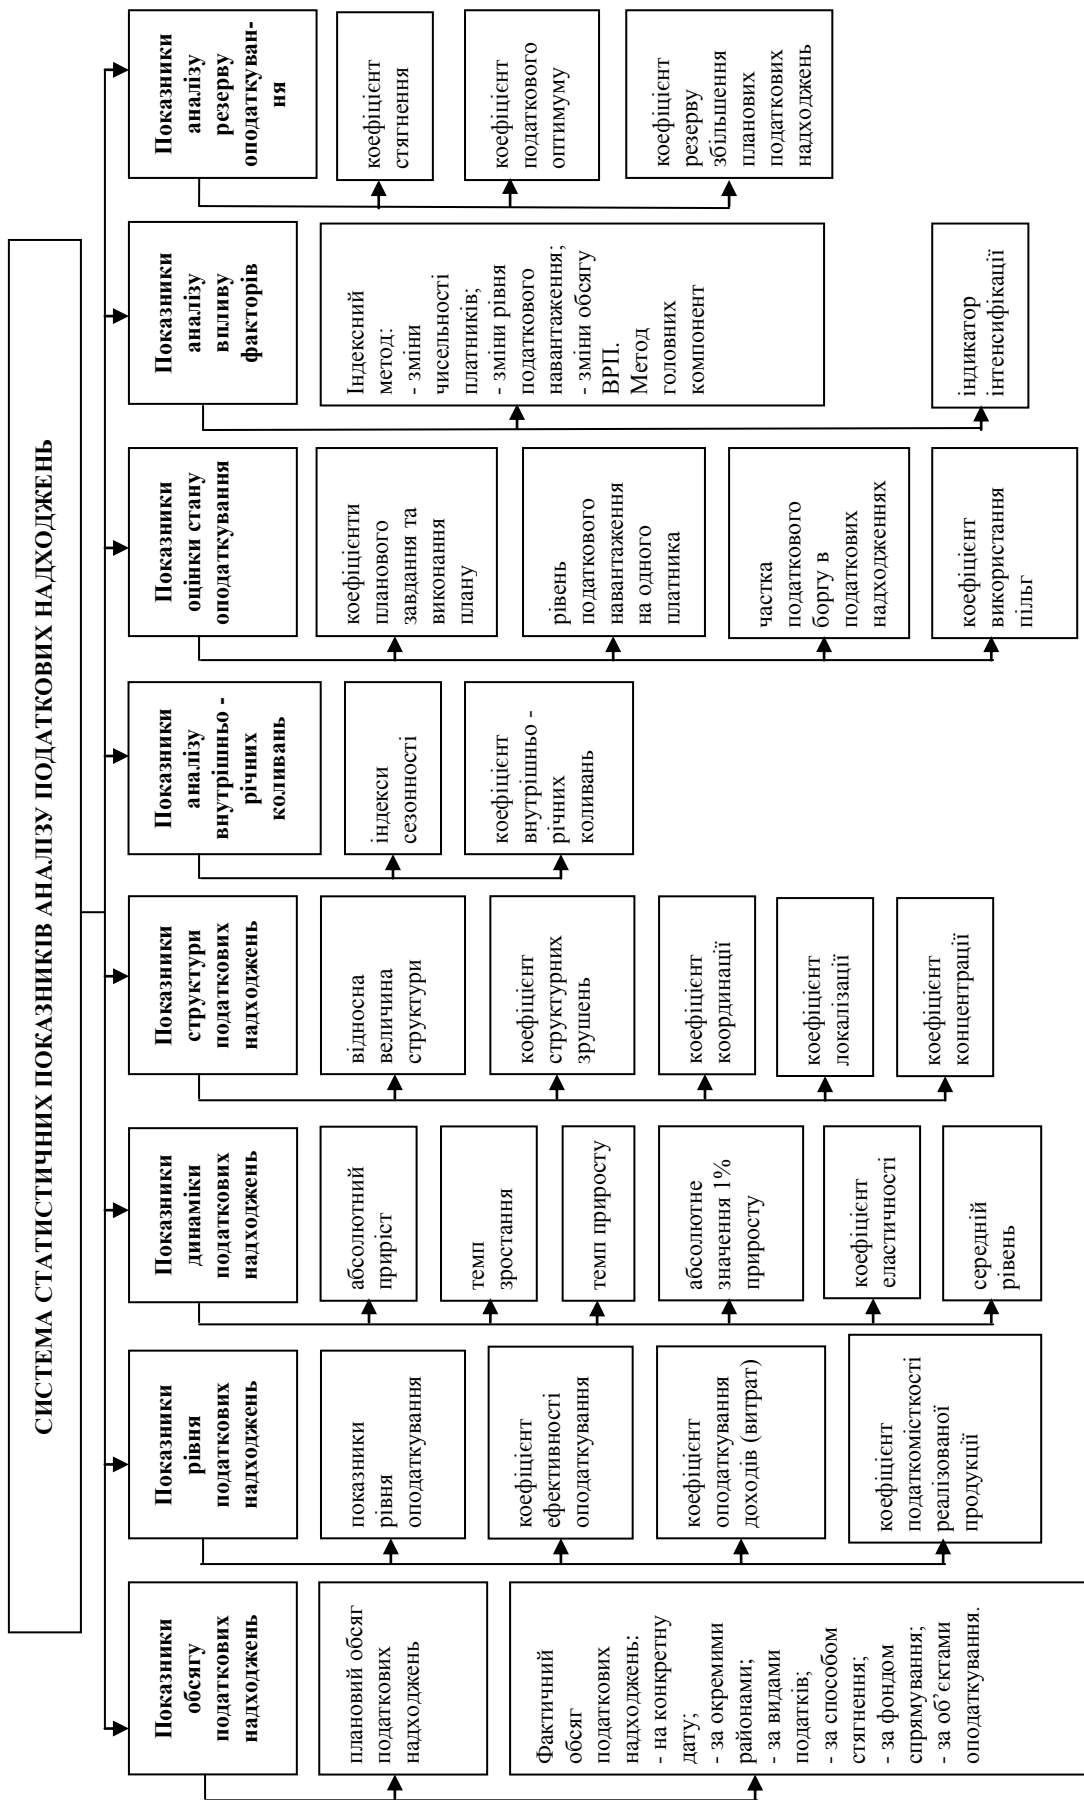 СИСТЕМА СТАТИСТИЧНИХ ПОКАЗНИКІВ АНАЛІЗУ ПОДАТКОВИХ НАДХОДЖЕНЬ
Показники
обсягу
податкових
надходжень
плановий обсяг
податкових
надходжень
Фактичний
обсяг
податкових
надходжень:
- на конкретну
дату;
- за окремими
районами;
- за видами
податків;
- за способом
стягнення;
- за фондом
спрямування;
- за об’єктами
оподаткування.
Показники
рівня
податкових
надходжень
показники
рівня
оподаткування
коефіцієнт
ефективності
оподаткування
коефіцієнт
оподаткування
доходів (витрат)
коефіцієнт
податкомісткості
реалізованої
продукції
Показники
динаміки
податкових
надходжень
абсолютний
приріст
темп
зростання
темп приросту
абсолютне
значення 1%
приросту
коефіцієнт
еластичності
середній
рівень
Показники
структури
податкових
надходжень
відносна
величина
структури
коефіцієнт
структурних
зрушень
коефіцієнт
координації
коефіцієнт
локалізації
коефіцієнт
концентрації
Показники
аналізу
внутрішньо -
річних
коливань
індекси
сезонності
коефіцієнт
внутрішньо -
річних
коливань
Показники
оцінки стану
оподаткування
коефіцієнти
планового
завдання та
виконання
плану
рівень
податкового
навантаження
на одного
платника
частка
податкового
боргу в
податкових
надходженнях
коефіцієнт
використання
пільг
Показники
аналізу
впливу
факторів
Індексний
метод:
- зміни
чисельності
платників;
- зміни рівня
податкового
навантаження;
- зміни обсягу
ВРП.
Метод
головних
компонент
індикатор
інтенсифікації
Показники
аналізу
резерву
оподаткуван-
ня
коефіцієнт
стягнення
коефіцієнт
податкового
оптимуму
коефіцієнт
резерву
збільшення
планових
податкових
надходжень